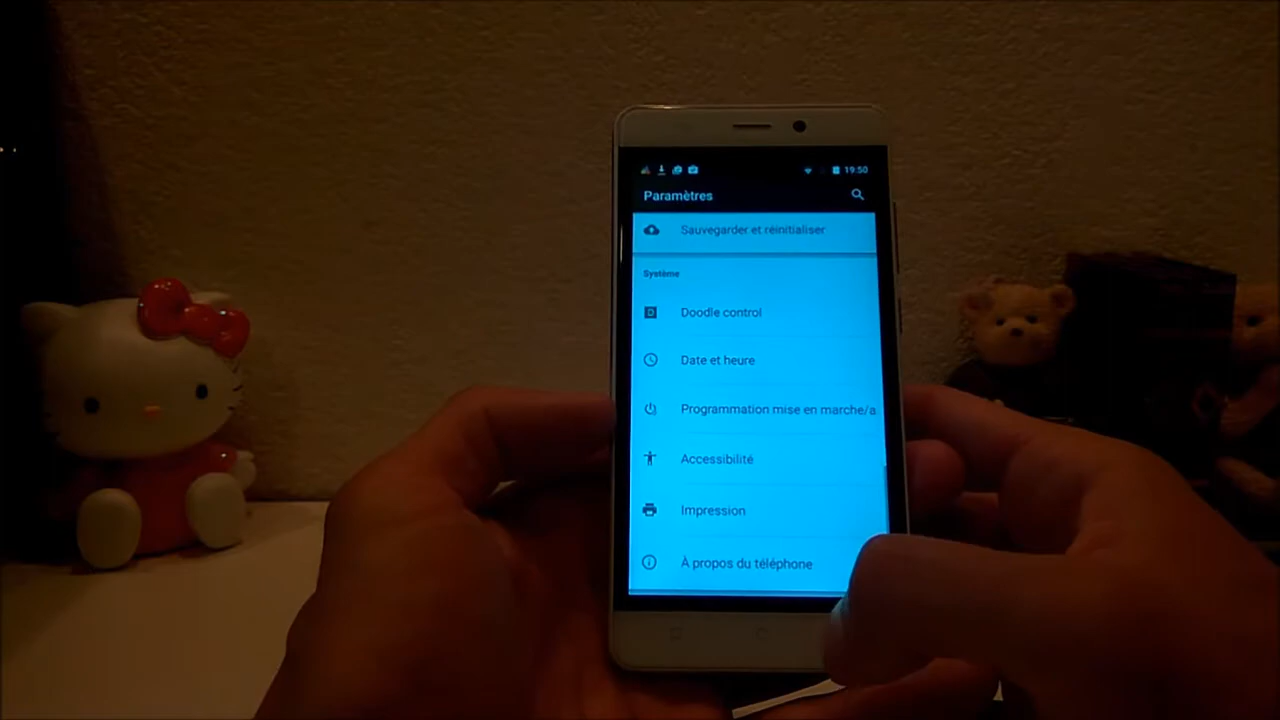 19:50
Paramètres
Sauvegarder et réinitialiser
Système
Doodle control
Date et heure
Programmation mise en marche/a
Accessibilité
Impression
À propos du téléphone